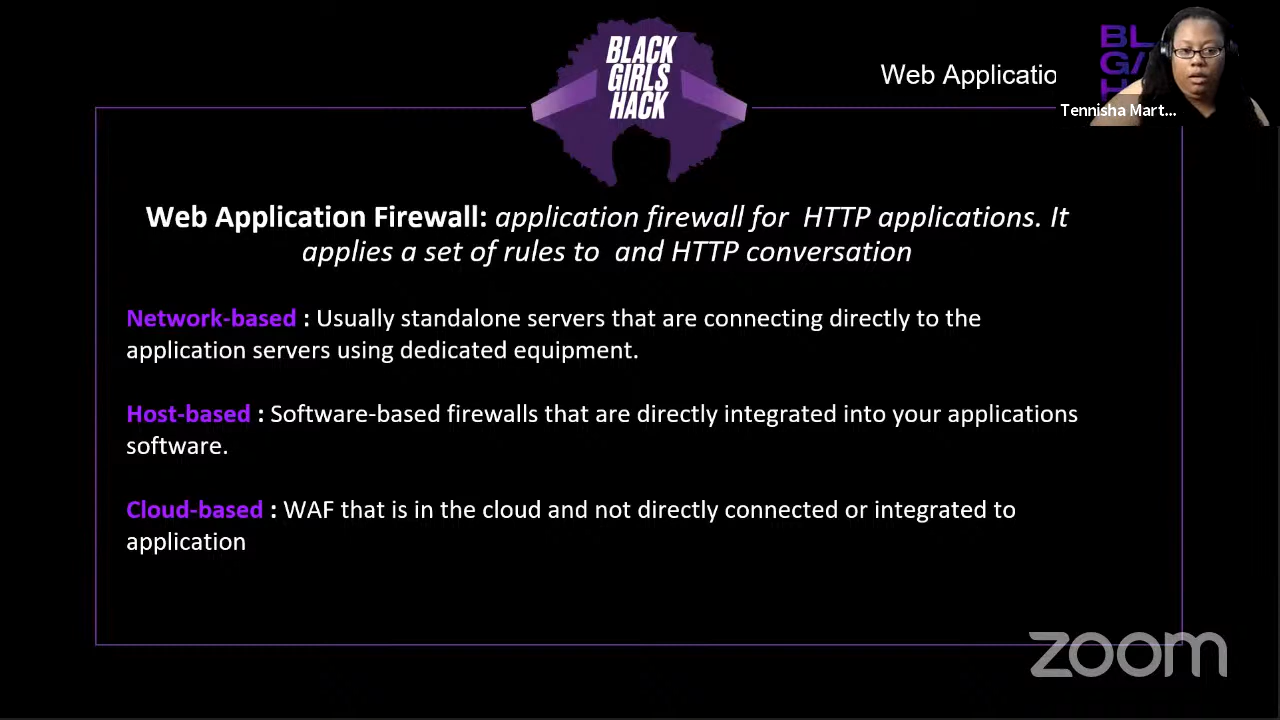 BLACK
GIRLS
HACK
Web Applicatio
BL
G/
H
Tennisha Mart...
Web Application Firewall: application firewall for HTTP applications. It
applies a set of rules to and HTTP conversation
Network-based : Usually standalone servers that are connecting directly to the
application servers using dedicated equipment.
Host-based : Software-based firewalls that are directly integrated into your applications
software.
Cloud-based : WAF that is in the cloud and not directly connected or integrated to
application
zoom